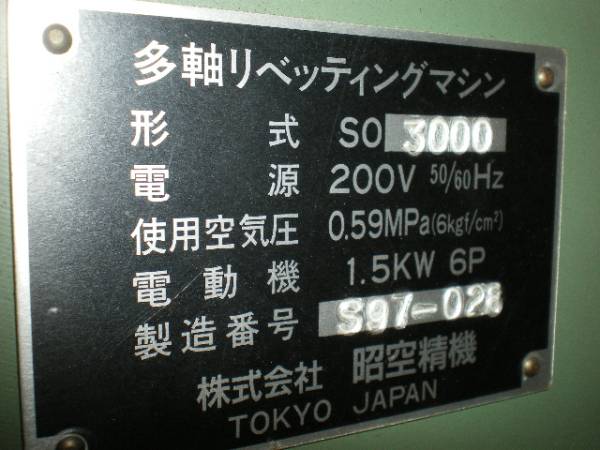 多軸リベッティングマシン
形式 SO 3000
電源 200V 50/60Hz
使用空気圧 0.59MPa(6kgf/cm²)
電動機 1.5KW 6P
製造番号 S97-028
株式会社 昭空精機
TOKYO JAPAN